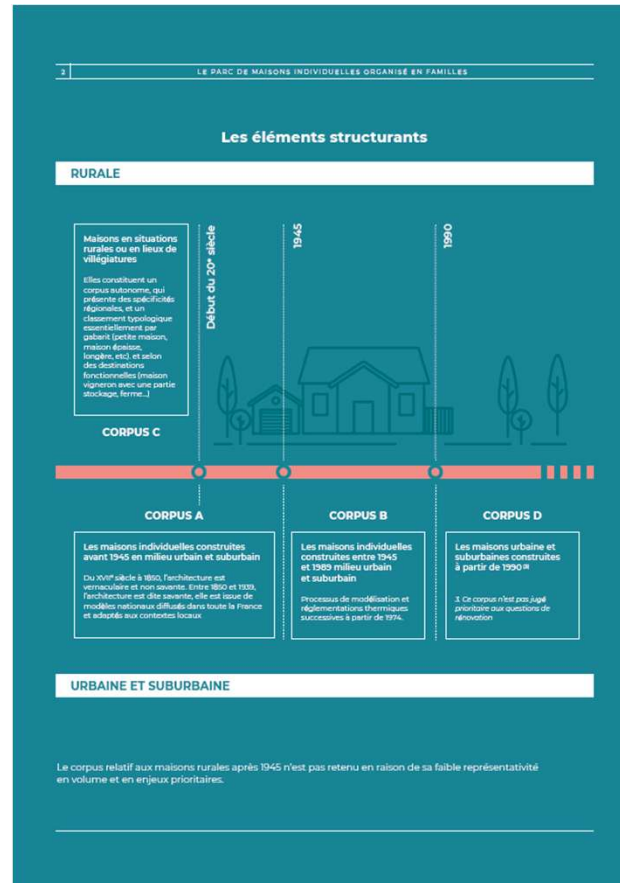 2
LE PARC DE MAISONS INDIVIDUELLES ORGANISÉ EN FAMILLES
Les éléments structurants
RURALE
Maisons en situations
rurales ou en lieux de
villégiatures
Elles constituent un
corpus autonome, qui
présente des spécificités
régionales, et un
classement typologique
essentiellement par
gabarit (petite maison,
maison épaisse,
longère, etc). et selon
des destinations
fonctionnelles (maison
vigneron avec une partie
stockage, ferme...)
CORPUS C
Début du 20e siècle
1945
1990
CORPUS A
Les maisons individuelles construites
avant 1945 en milieu urbain et suburbain
Du XVIIe siècle à 1850, l'architecture est
vernaculaire et non savante. Entre 1850 et 1939,
l'architecture est dite savante, elle est issue de
modèles nationaux diffusés dans toute la France
et adaptés aux contextes locaux
CORPUS B
Les maisons individuelles
construites entre 1945
et 1989 milieu urbain
et suburbain
Processus de modélisation et
réglementations thermiques
successives à partir de 1974.
CORPUS D
Les maisons urbaine et
suburbaines construites
à partir de 1990 (3)
3. Ce corpus n'est pas jugé
prioritaire aux questions de
rénovation
URBAINE ET SUBURBAINE
Le corpus relatif aux maisons rurales après 1945 n'est pas retenu en raison de sa faible représentativité
en volume et en enjeux prioritaires.